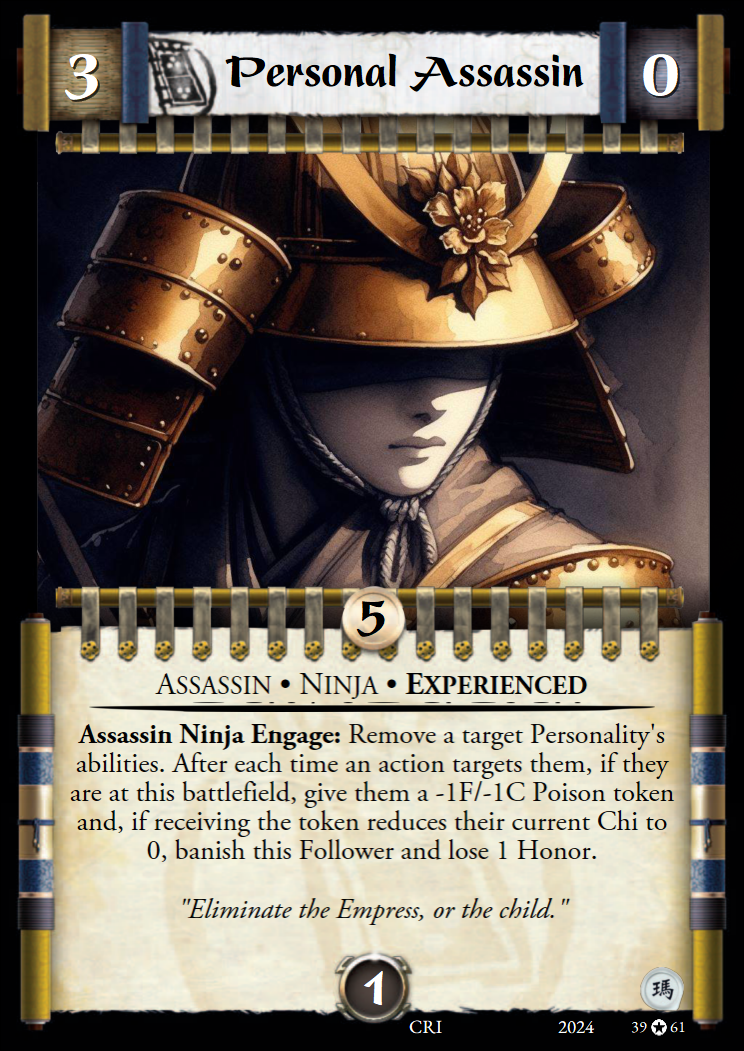 3 Personal Assassin 0
5
Assassin • Ninja • Experienced
Assassin Ninja Engage: Remove a target Personality's
abilities. After each time an action targets them, if they
are at this battlefield, give them a -1F/-1C Poison token
and, if receiving the token reduces their current Chi to
0, banish this Follower and lose 1 Honor.
"Eliminate the Empress, or the child."
1
瑪
CRI 2024 39 61